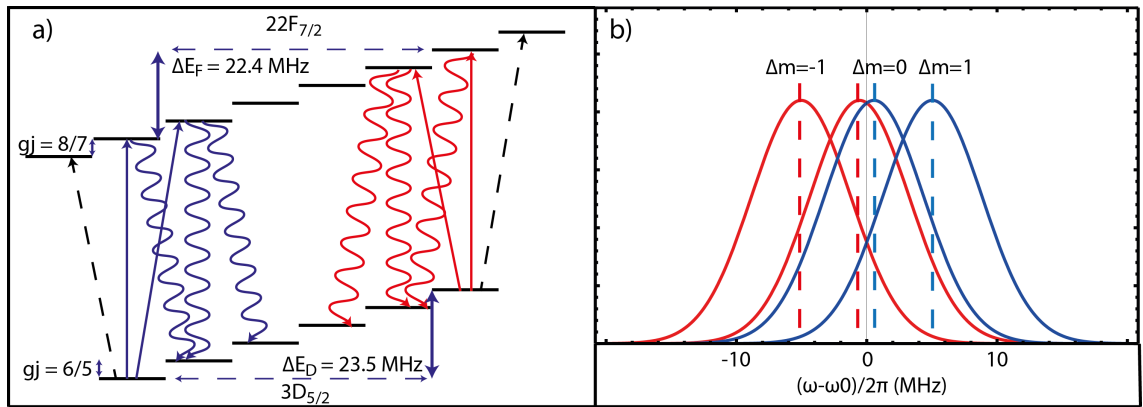 a)
22F7/2
ΔEF = 22.4 MHz
gj = 8/7
gj = 6/5
ΔED = 23.5 MHz
3D5/2
b)
Δm=-1
Δm=0
Δm=1
-10
0
10
(ω-ω0)/2π (MHz)